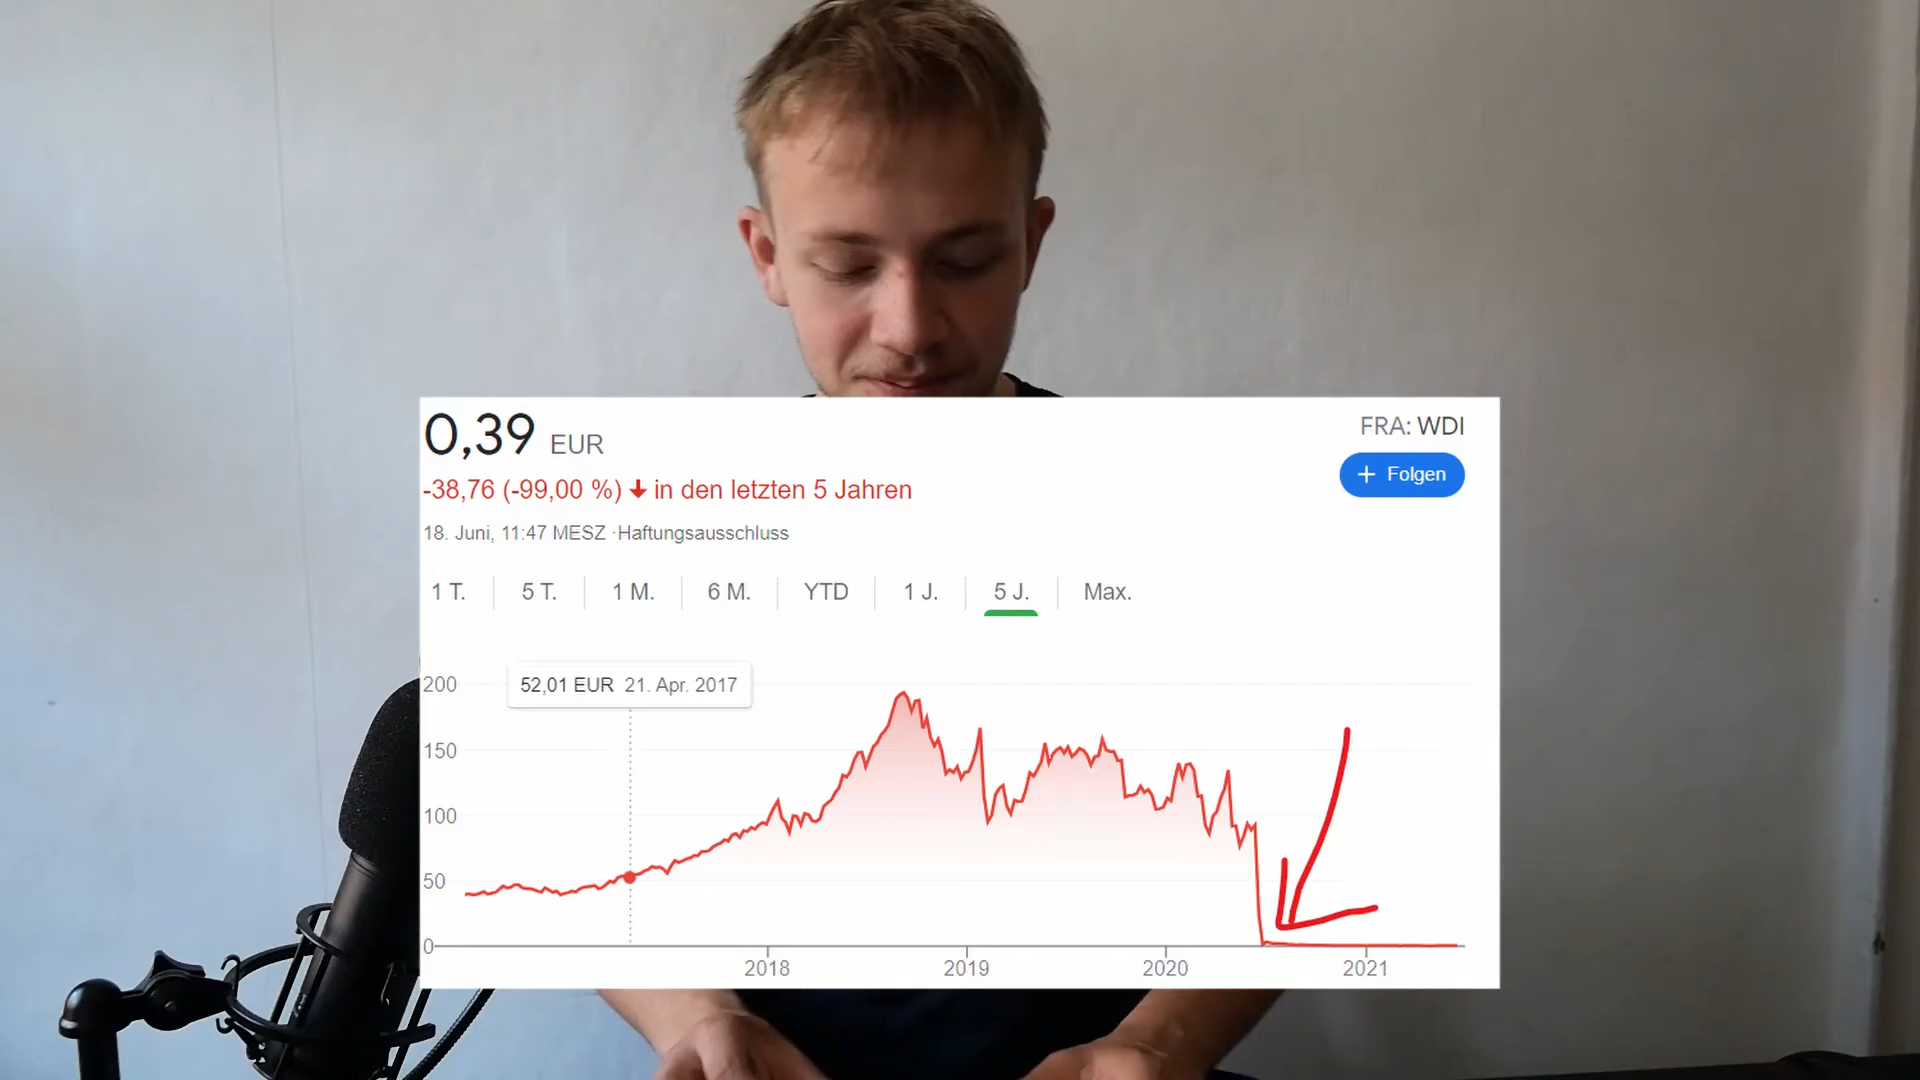 0,39 EUR
FRA: WDI
+ Folgen
-38,76 (-99,00 %) ↓ in den letzten 5 Jahren
18. Juni, 11:47 MESZ · Haftungsausschluss
1 T. 5 T. 1 M. 6 M. YTD 1 J. 5 J. Max.
52,01 EUR 21. Apr. 2017
200
150
100
50
0
2018 2019 2020 2021